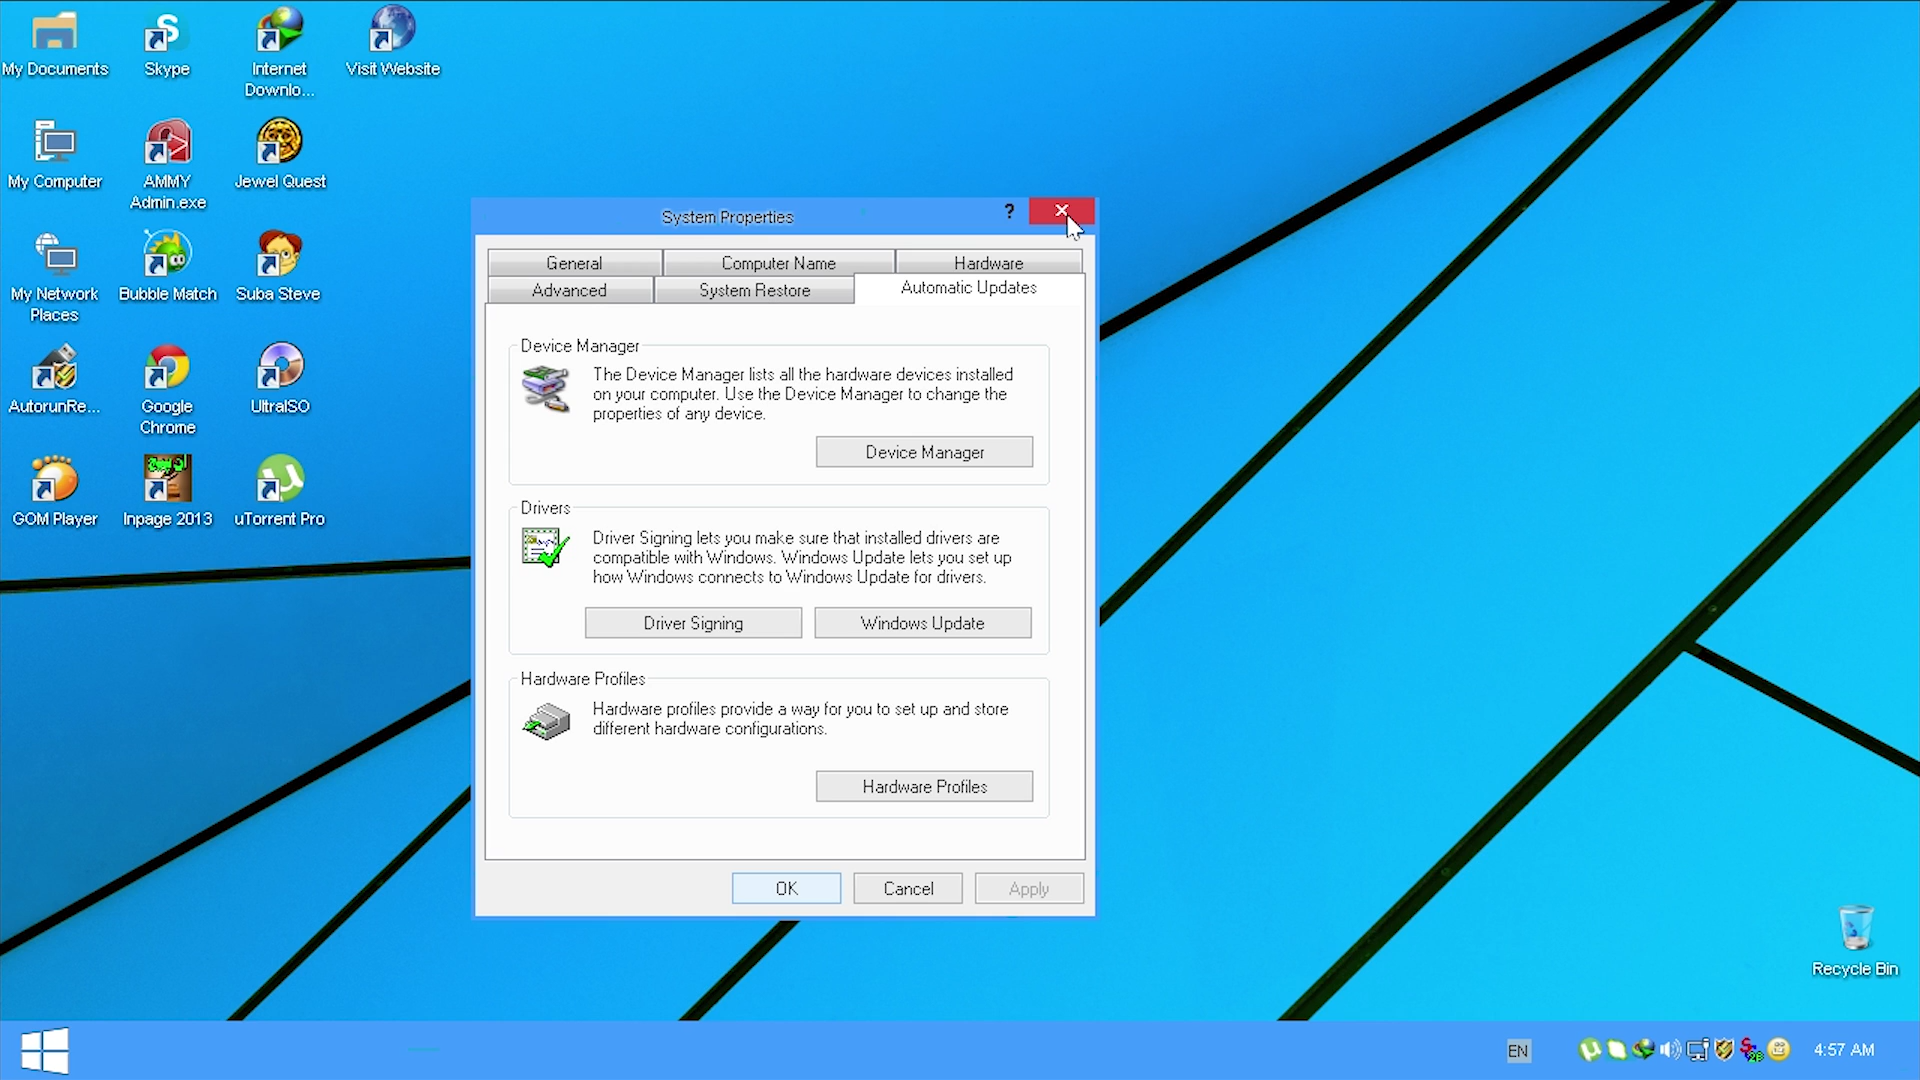 My Documents
Skype
Internet
Downlo...
Visit Website
My Computer
AMMY
Admin.exe
Jewel Quest
My Network
Places
Bubble Match
Suba Steve
AutorunRe...
Google
Chrome
UltraISO
GOM Player
Inpage 2013
uTorrent Pro
System Properties
?
General
Computer Name
Hardware
Advanced
System Restore
Automatic Updates
Device Manager
The Device Manager lists all the hardware devices installed
on your computer. Use the Device Manager to change the
properties of any device.
Device Manager
Drivers
Driver Signing lets you make sure that installed drivers are
compatible with Windows. Windows Update lets you set up
how Windows connects to Windows Update for drivers.
Driver Signing
Windows Update
Hardware Profiles
Hardware profiles provide a way for you to set up and store
different hardware configurations.
Hardware Profiles
OK
Cancel
Apply
Recycle Bin
EN
4:57 AM